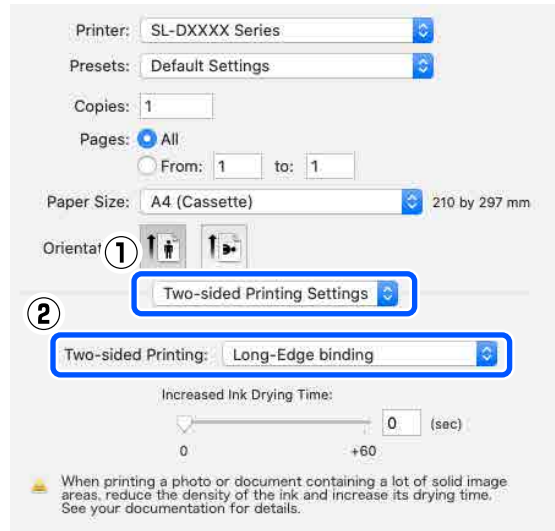 Printer: SL-DXXXX Series
Presets: Default Settings
Copies: 1
Pages: All
From: 1 to: 1
Paper Size: A4 (Cassette) 210 by 297 mm
Orientat
1
Two-sided Printing Settings
2
Two-sided Printing: Long-Edge binding
Increased Ink Drying Time:
0 (sec)
0 +60
When printing a photo or document containing a lot of solid image
areas, reduce the density of the ink and increase its drying time.
See your documentation for details.